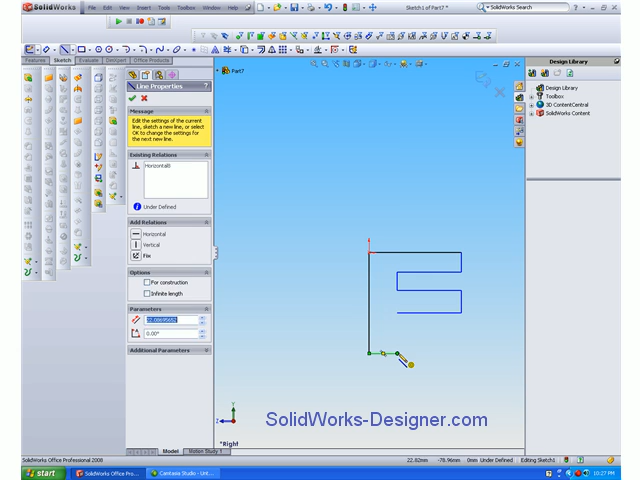 SolidWorks
File Edit View Insert Tools Toolbox Window Help
Sketch1 of Part7 *
SolidWorks Search
Features Sketch Evaluate DimXpert Office Products
Part7
Line Properties
Message
Edit the settings of the current
line, sketch a new line, or select
OK to change the settings for
the next new line.
Existing Relations
Horizontal8
Under Defined
Add Relations
Horizontal
Vertical
Fix
Options
For construction
Infinite length
Parameters
0.00°
Additional Parameters
Design Library
Design Library
Toolbox
3D ContentCentral
SolidWorks Content
Y
Z
*Right
SolidWorks-Designer.com
Model Motion Study 1
SolidWorks Office Professional 2008
22.82mm -78.96mm 0mm Under Defined Editing Sketch1
start
SolidWorks Office Pro...
Camtasia Studio - Unt...
10:27 PM